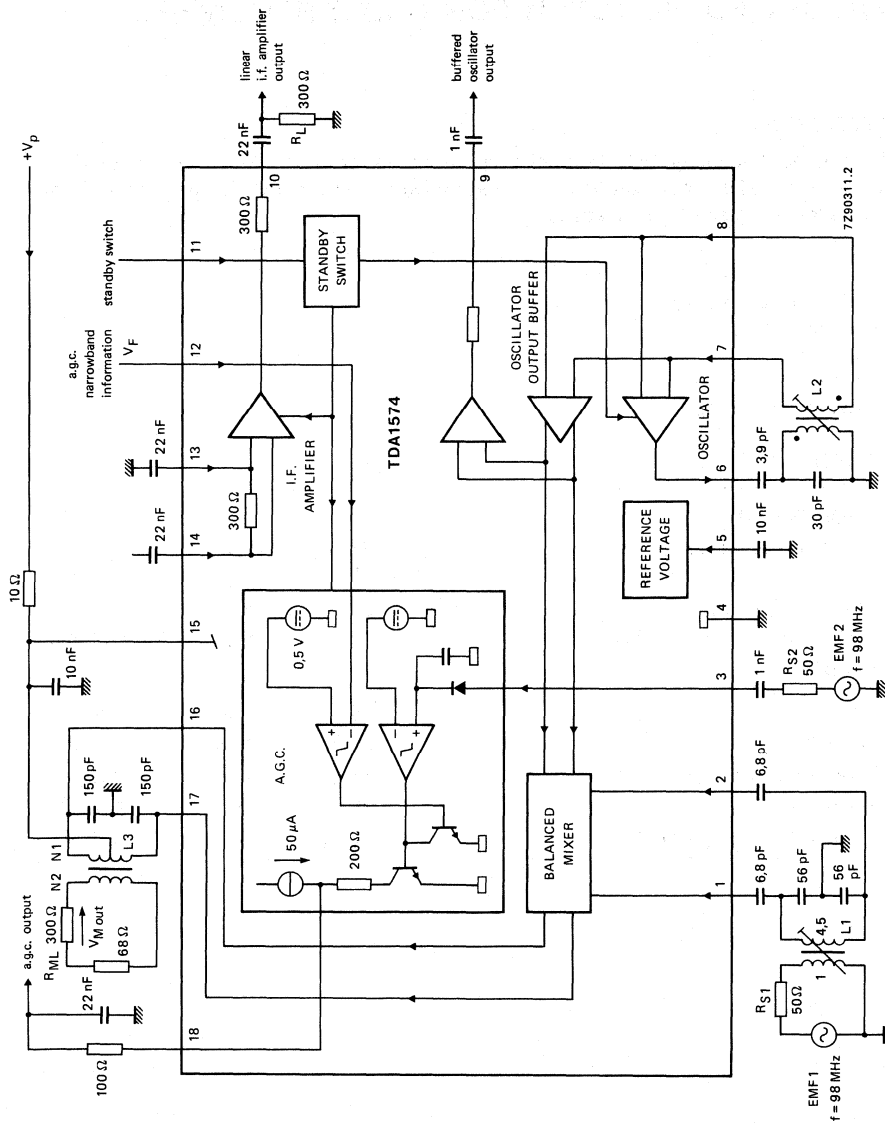 +Vp
linear
i.f. amplifier
output
300 Ω
RL
22 nF
buffered
oscillator
output
1 nF
10
9
300 Ω
standby switch
11
STANDBY
SWITCH
a.g.c.
narrowband
information
VF
12
OSCILLATOR
OUTPUT BUFFER
8
7Z90311.2
22 nF
13
300 Ω
I.F.
AMPLIFIER
TDA1574
7
L2
OSCILLATOR
22 nF
14
6
3,9 pF
30 pF
10 Ω
15
0,5 V
REFERENCE
VOLTAGE
5
10 nF
4
10 nF
16
A.G.C.
+
−
−
+
3
1 nF
RS2
50 Ω
EMF 2
f = 98 MHz
150 pF
150 pF
17
N1
L3
N2
50 µA
200 Ω
BALANCED
MIXER
2
6,8 pF
1
6,8 pF
56 pF
56
pF
4,5
L1
1
a.g.c. output
RML
300 Ω
VM out
68 Ω
22 nF
18
100 Ω
RS1
50 Ω
EMF1
f = 98 MHz